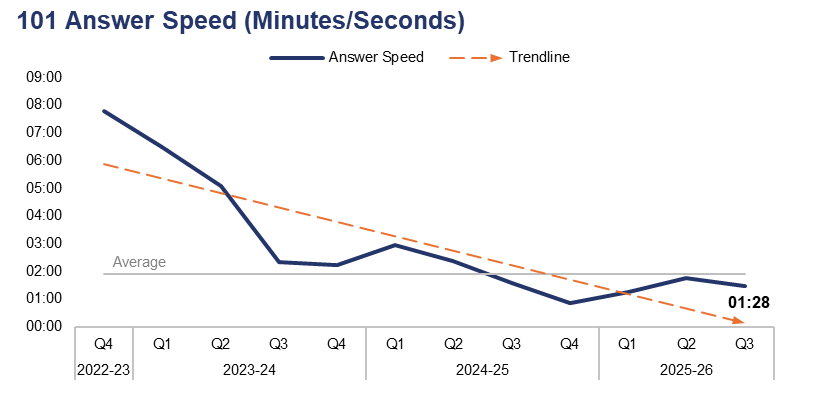 101 Answer Speed (Minutes/Seconds)
Answer Speed Trendline
09:00
08:00
07:00
06:00
05:00
04:00
03:00
02:00
01:00
00:00
Average
01:28
Q4 Q1 Q2 Q3 Q4 Q1 Q2 Q3 Q4 Q1 Q2 Q3
2022-23 2023-24 2024-25 2025-26